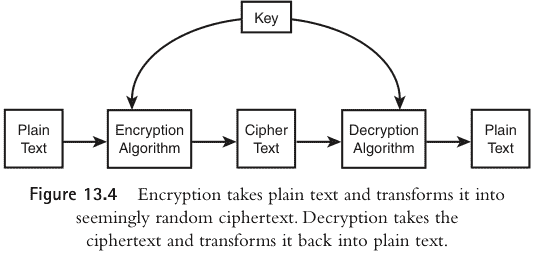 Key
Plain
Text
Encryption
Algorithm
Cipher
Text
Decryption
Algorithm
Plain
Text
Figure 13.4 Encryption takes plain text and transforms it into
seemingly random ciphertext. Decryption takes the
ciphertext and transforms it back into plain text.